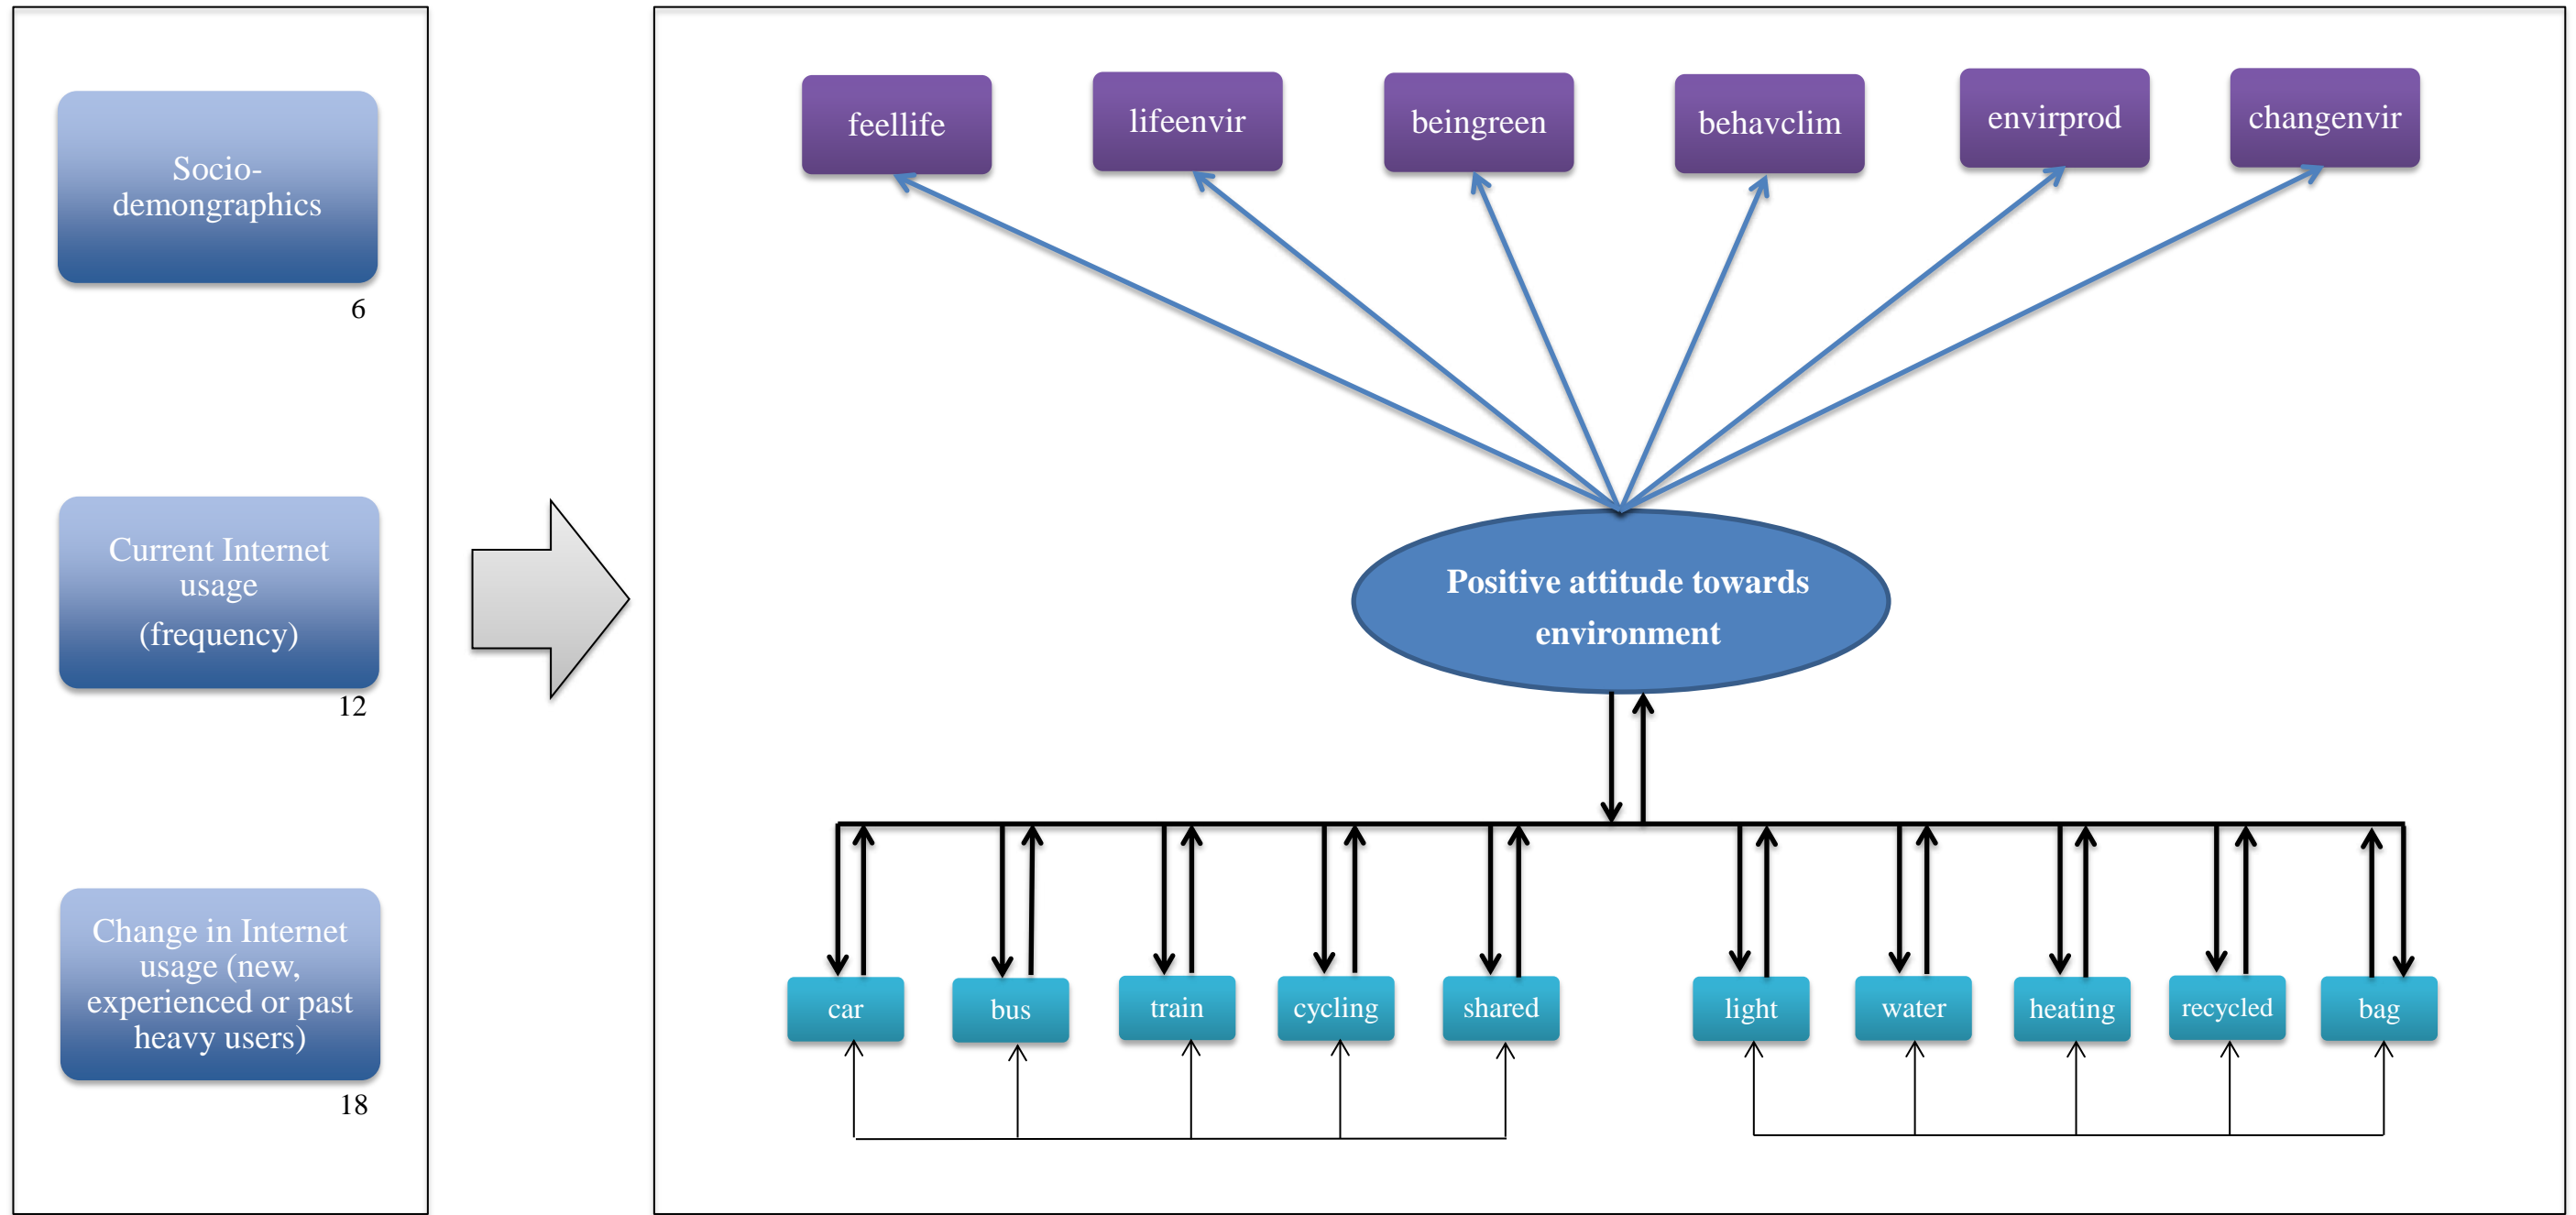 Socio-
demongraphics
6
Current Internet
usage
(frequency)
12
Change in Internet
usage (new,
experienced or past
heavy users)
18
feellife
lifeenvir
beingreen
behavclim
envirprod
changenvir
Positive attitude towards
environment
car
bus
train
cycling
shared
light
water
heating
recycled
bag